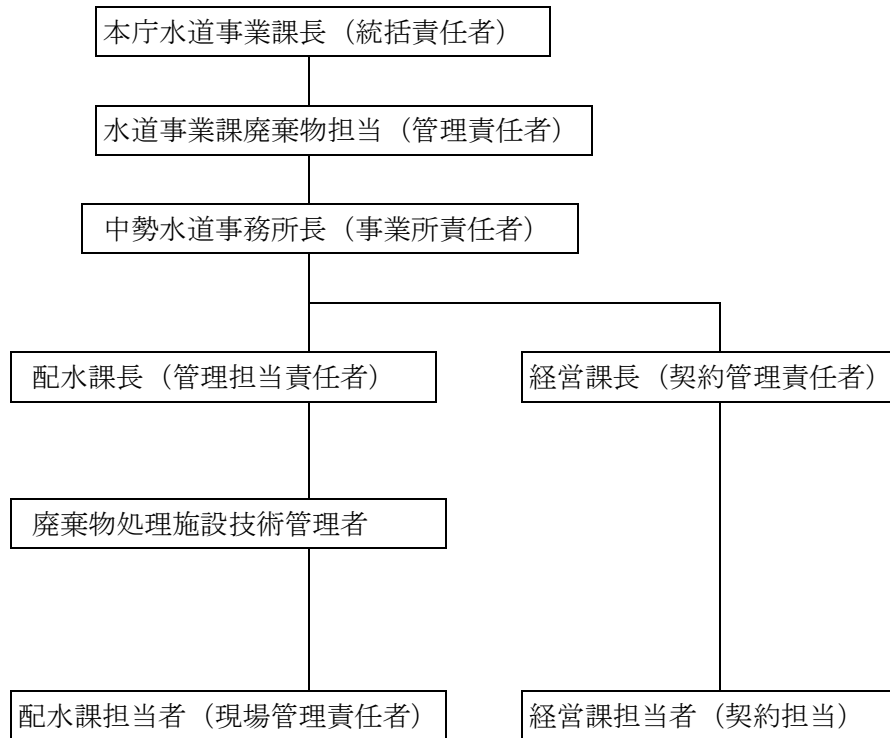 本庁水道事業課長（統括責任者）
水道事業課廃棄物担当（管理責任者）
中勢水道事務所長（事業所責任者）
配水課長（管理担当責任者）
経営課長（契約管理責任者）
廃棄物処理施設技術管理者
配水課担当者（現場管理責任者）
経営課担当者（契約担当）